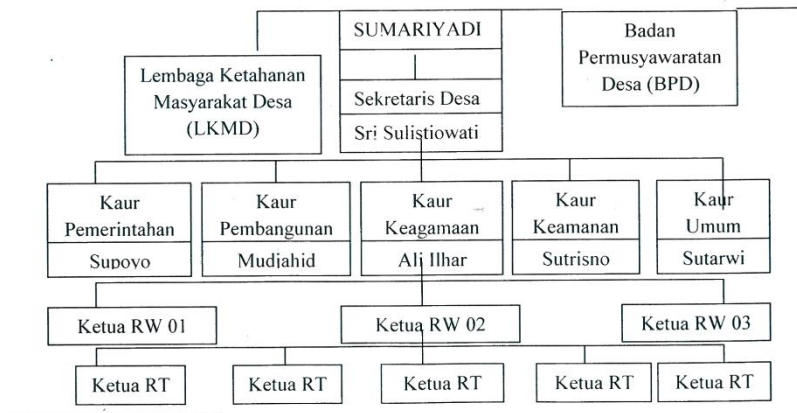 SUMARIYADI
Badan
Permusyawaratan
Desa (BPD)
Lembaga Ketahanan
Masyarakat Desa
(LKMD)
Sekretaris Desa
Sri Sulistiowati
Kaur
Pemerintahan
Supoyo
Kaur
Pembangunan
Mudjahid
Kaur
Keagamaan
Ali Ilhar
Kaur
Keamanan
Sutrisno
Kaur
Umum
Sutarwi
Ketua RW 01
Ketua RW 02
Ketua RW 03
Ketua RT
Ketua RT
Ketua RT
Ketua RT
Ketua RT